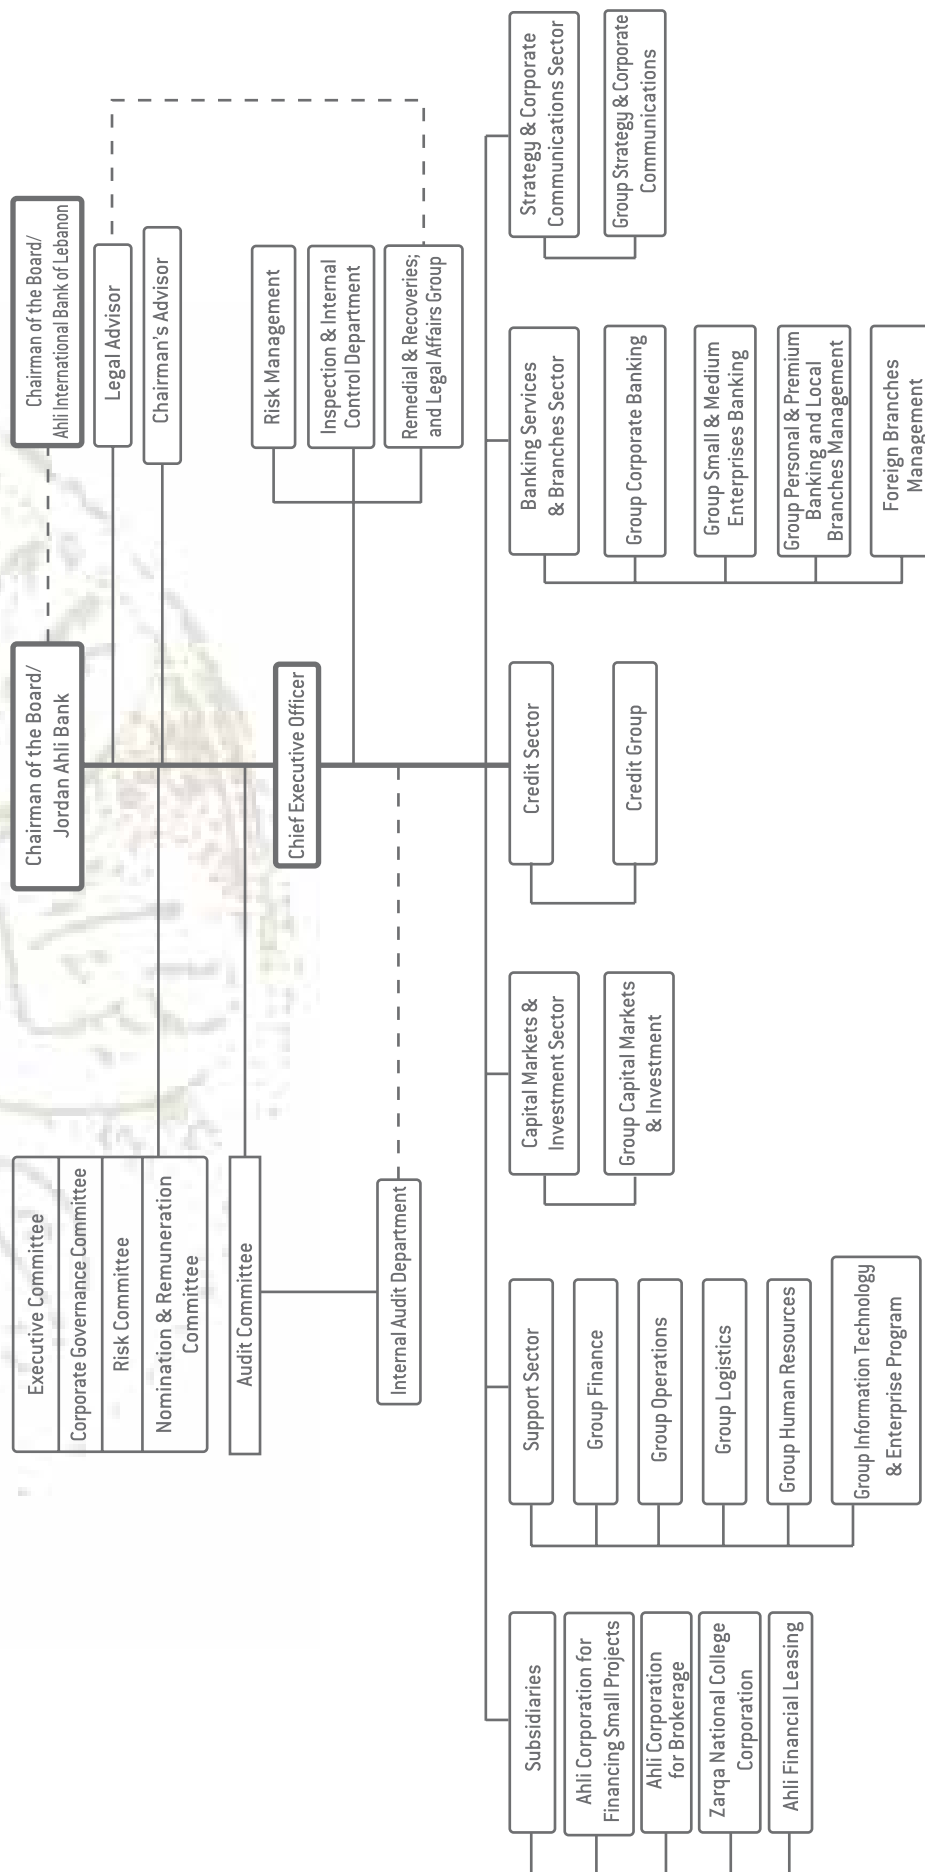 Chairman of the Board/
Jordan Ahli Bank
Chairman of the Board/
Ahli International Bank of Lebanon
Legal Advisor
Chairman's Advisor
Executive Committee
Corporate Governance Committee
Risk Committee
Nomination & Remuneration
Committee
Audit Committee
Chief Executive Officer
Risk Management
Inspection & Internal
Control Department
Remedial & Recoveries;
and Legal Affairs Group
Internal Audit Department
Subsidiaries
Ahli Corporation for
Financing Small Projects
Ahli Corporation
for Brokerage
Zarqa National College
Corporation
Ahli Financial Leasing
Support Sector
Group Finance
Group Operations
Group Logistics
Group Human Resources
Group Information Technology
& Enterprise Program
Capital Markets &
Investment Sector
Group Capital Markets
& Investment
Credit Sector
Credit Group
Banking Services
& Branches Sector
Group Corporate Banking
Group Small & Medium
Enterprises Banking
Group Personal & Premium
Banking and Local
Branches Management
Foreign Branches
Management
Strategy & Corporate
Communications Sector
Group Strategy & Corporate
Communications